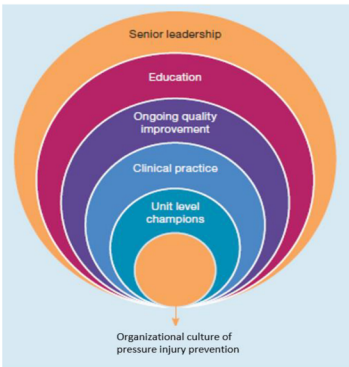 Senior leadership
Education
Ongoing quality
improvement
Clinical practice
Unit level
champions
Organizational culture of
pressure injury prevention